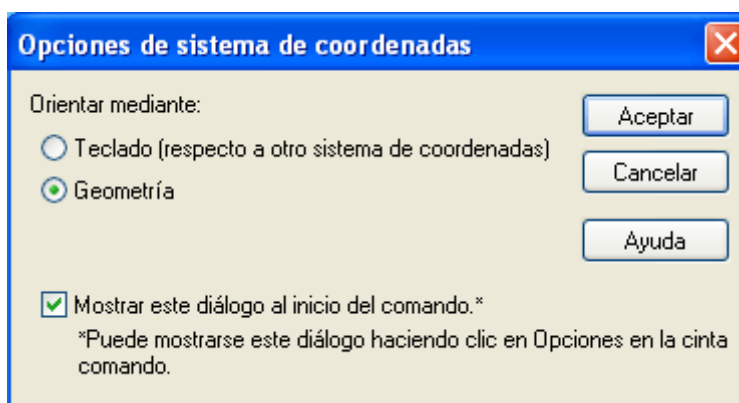 Opciones de sistema de coordenadas
Orientar mediante:
Aceptar
Teclado (respecto a otro sistema de coordenadas)
Cancelar
Geometría
Ayuda
Mostrar este diálogo al inicio del comando.*
*Puede mostrarse este diálogo haciendo clic en Opciones en la cinta
comando.